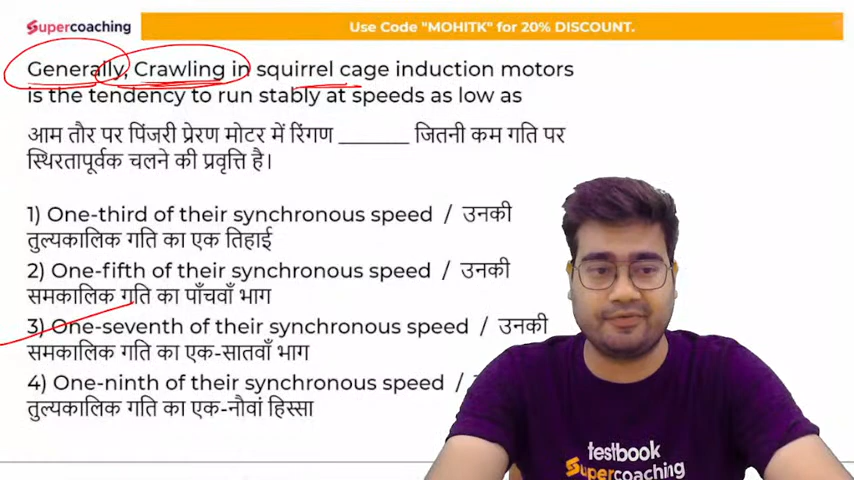 Supercoaching
Use Code "MOHITK" for 20% DISCOUNT.
Generally, Crawling in squirrel cage induction motors
is the tendency to run stably at speeds as low as
आम तौर पर पिंजरी प्रेरण मोटर में रिंगण _______ जितनी कम गति पर
स्थिरतापूर्वक चलने की प्रवृत्ति है।
1) One-third of their synchronous speed / उनकी
तुल्यकालिक गति का एक तिहाई
2) One-fifth of their synchronous speed / उनकी
समकालिक गति का पाँचवाँ भाग
3) One-seventh of their synchronous speed / उनकी
समकालिक गति का एक-सातवाँ भाग
4) One-ninth of their synchronous speed /
तुल्यकालिक गति का एक-नौवां हिस्सा
testbook
Supercoaching